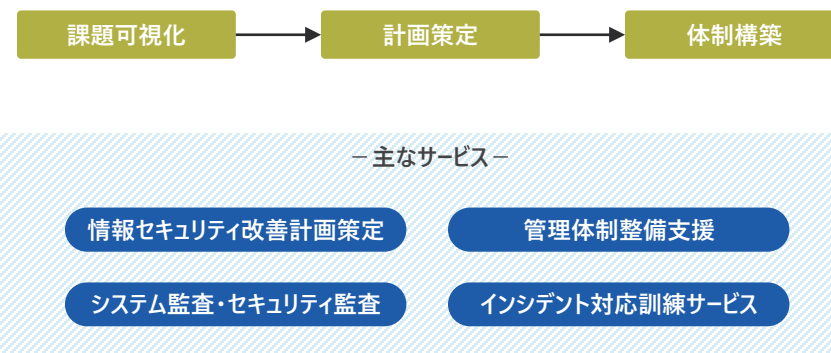 課題可視化
計画策定
体制構築
－主なサービス－
情報セキュリティ改善計画策定
管理体制整備支援
システム監査・セキュリティ監査
インシデント対応訓練サービス